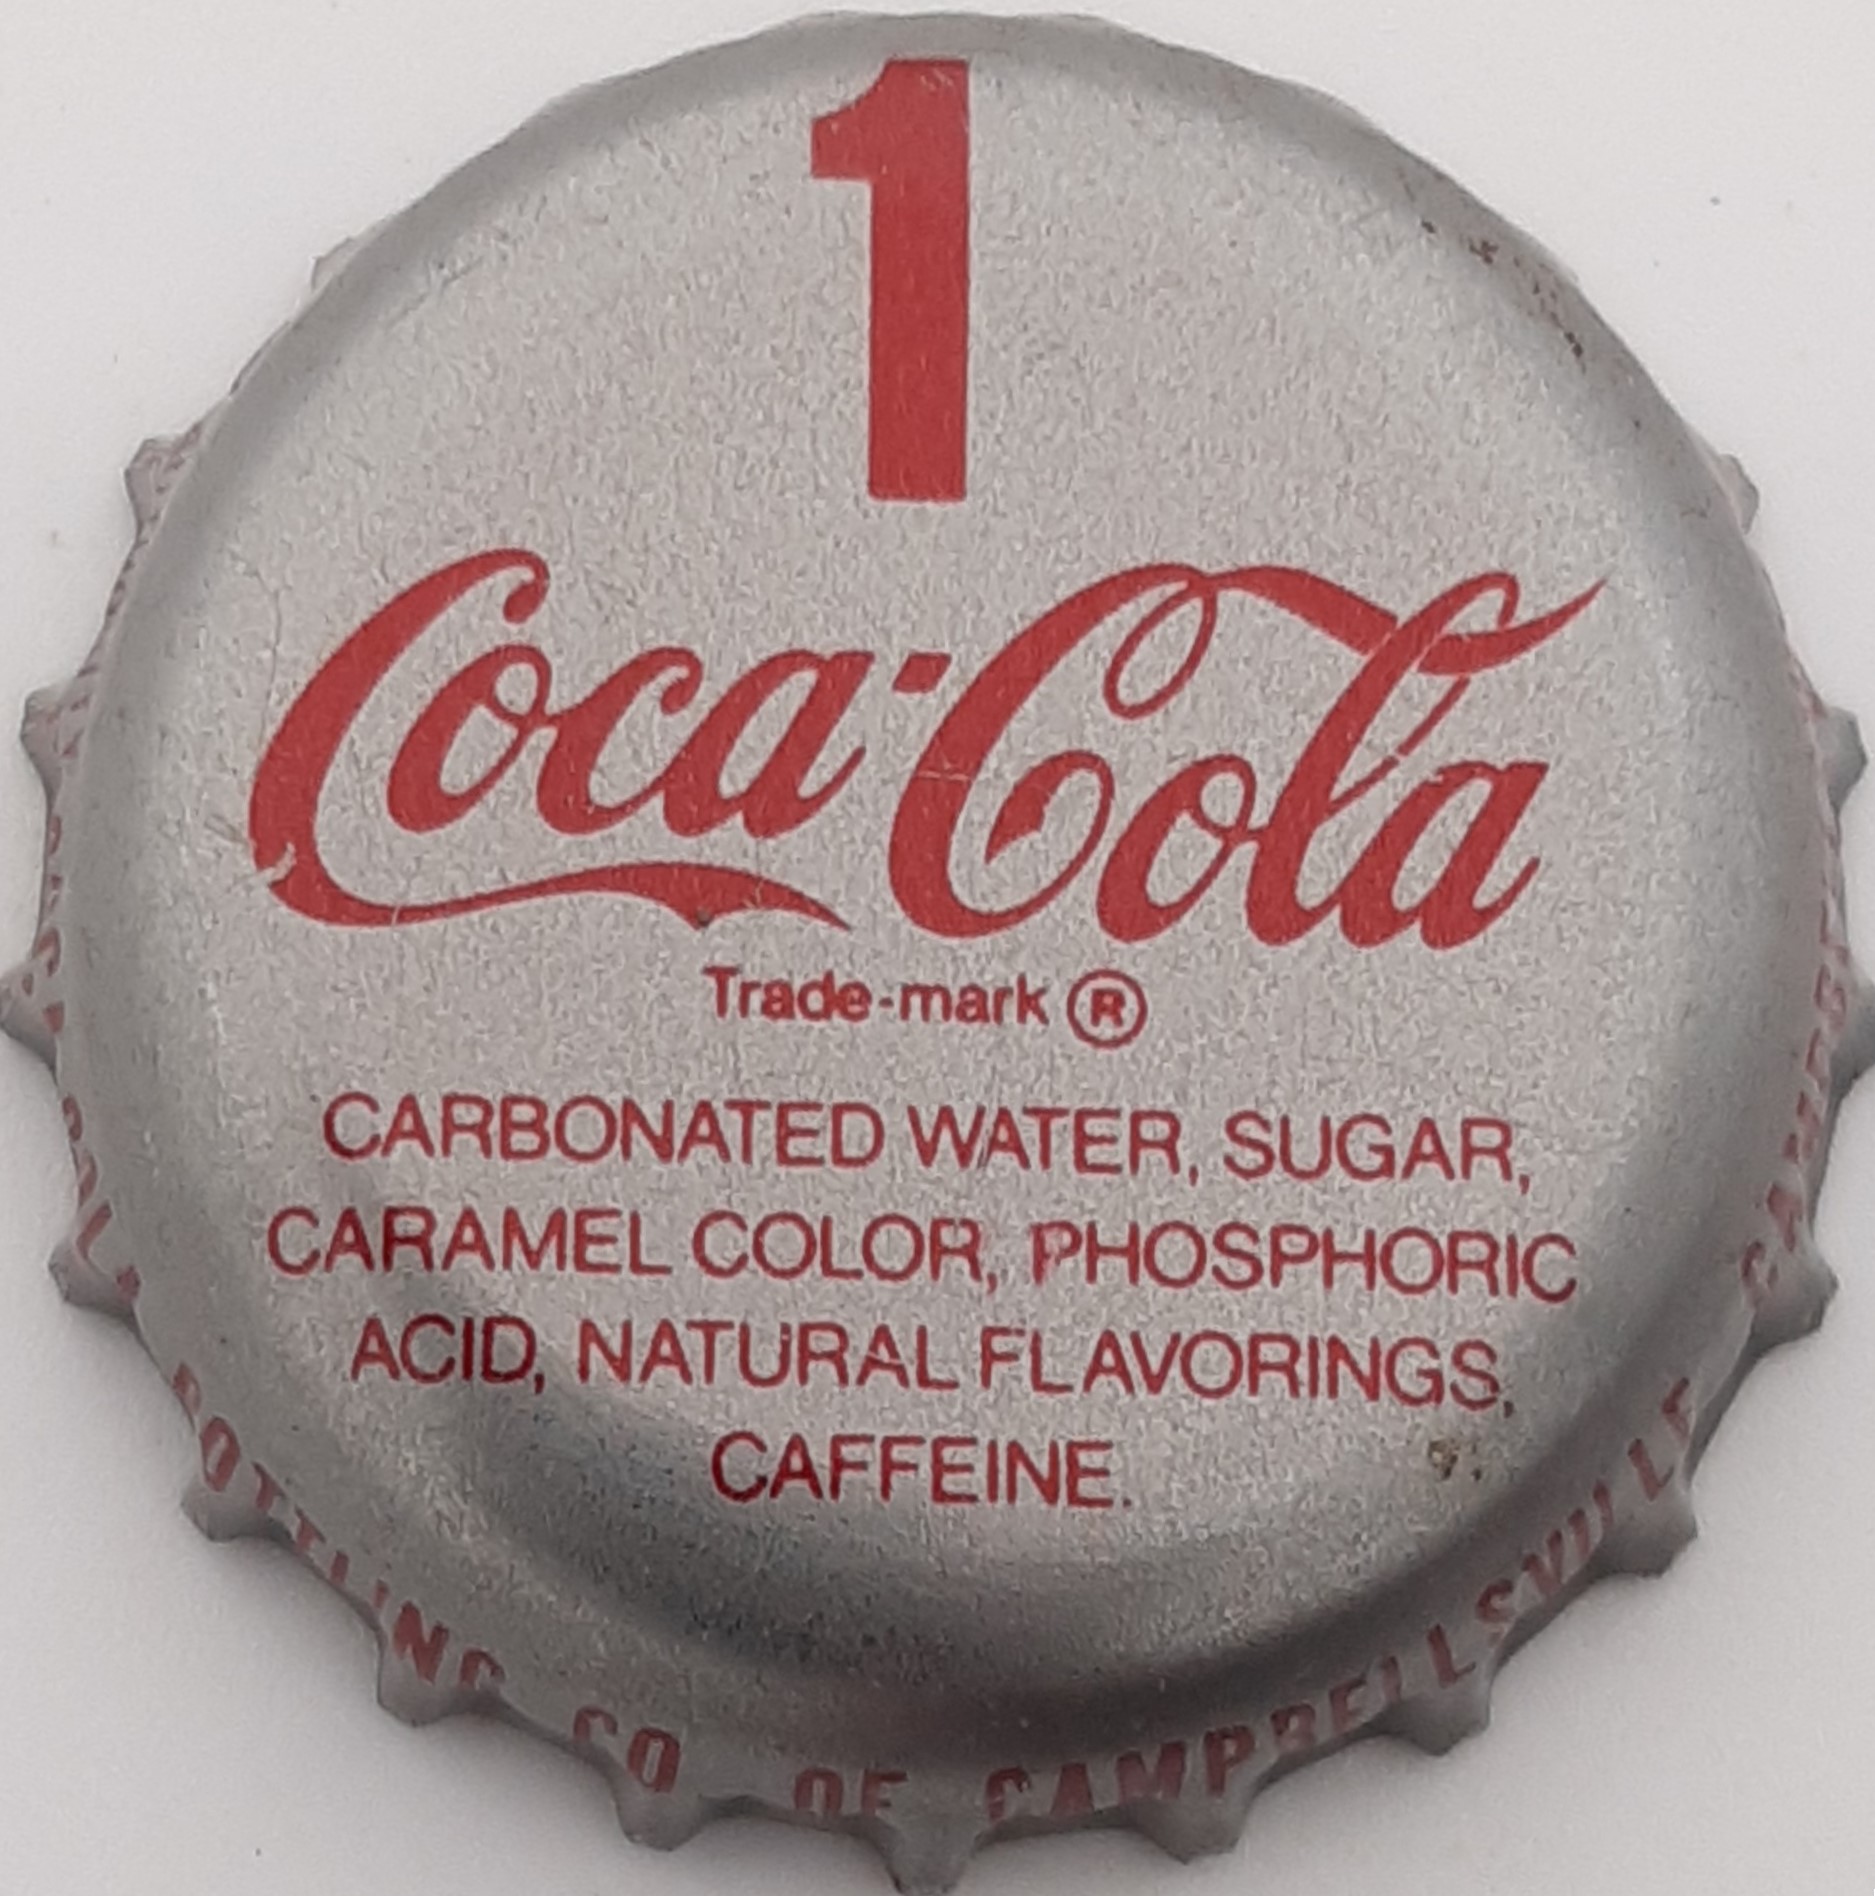 1
Coca-Cola
Trade-mark ®
CARBONATED WATER, SUGAR,
CARAMEL COLOR, PHOSPHORIC
ACID, NATURAL FLAVORINGS,
CAFFEINE.
BOTTLING CO OF CAMPBELLSVILLE